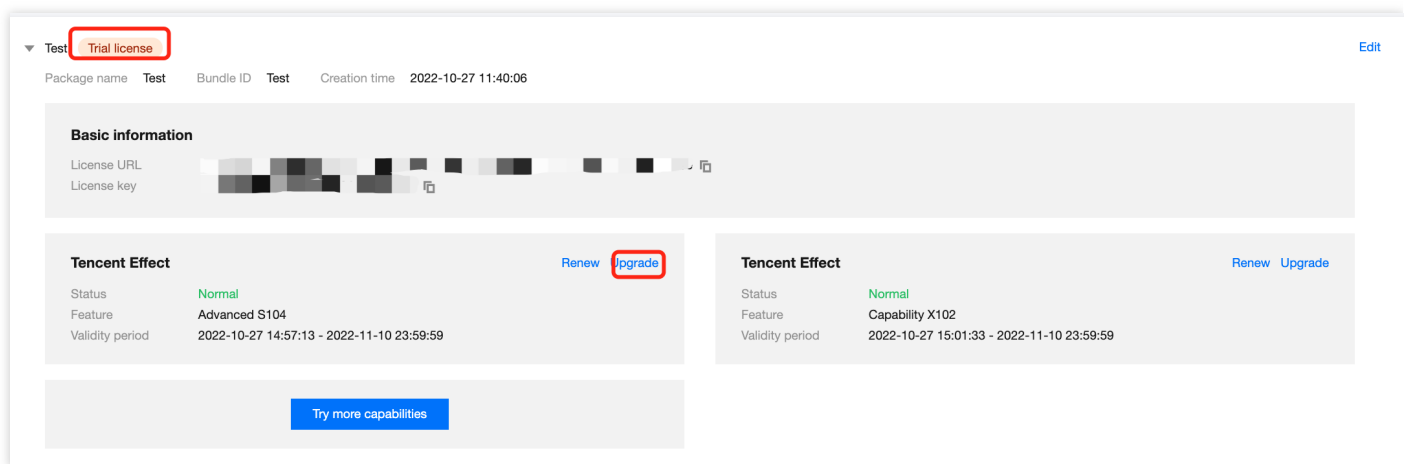 Test Trial license Edit
Package name Test Bundle ID Test Creation time 2022-10-27 11:40:06
Basic information
License URL
License key
Tencent Effect Renew Upgrade
Status Normal
Feature Advanced S104
Validity period 2022-10-27 14:57:13 - 2022-11-10 23:59:59
Tencent Effect Renew Upgrade
Status Normal
Feature Capability X102
Validity period 2022-10-27 15:01:33 - 2022-11-10 23:59:59
Try more capabilities